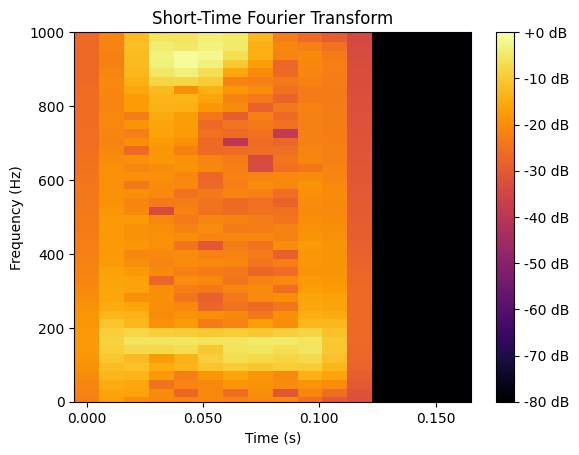 Short-Time Fourier Transform
Frequency (Hz)
1000
800
600
400
200
0
0.000 0.050 0.100 0.150
Time (s)
+0 dB
-10 dB
-20 dB
-30 dB
-40 dB
-50 dB
-60 dB
-70 dB
-80 dB